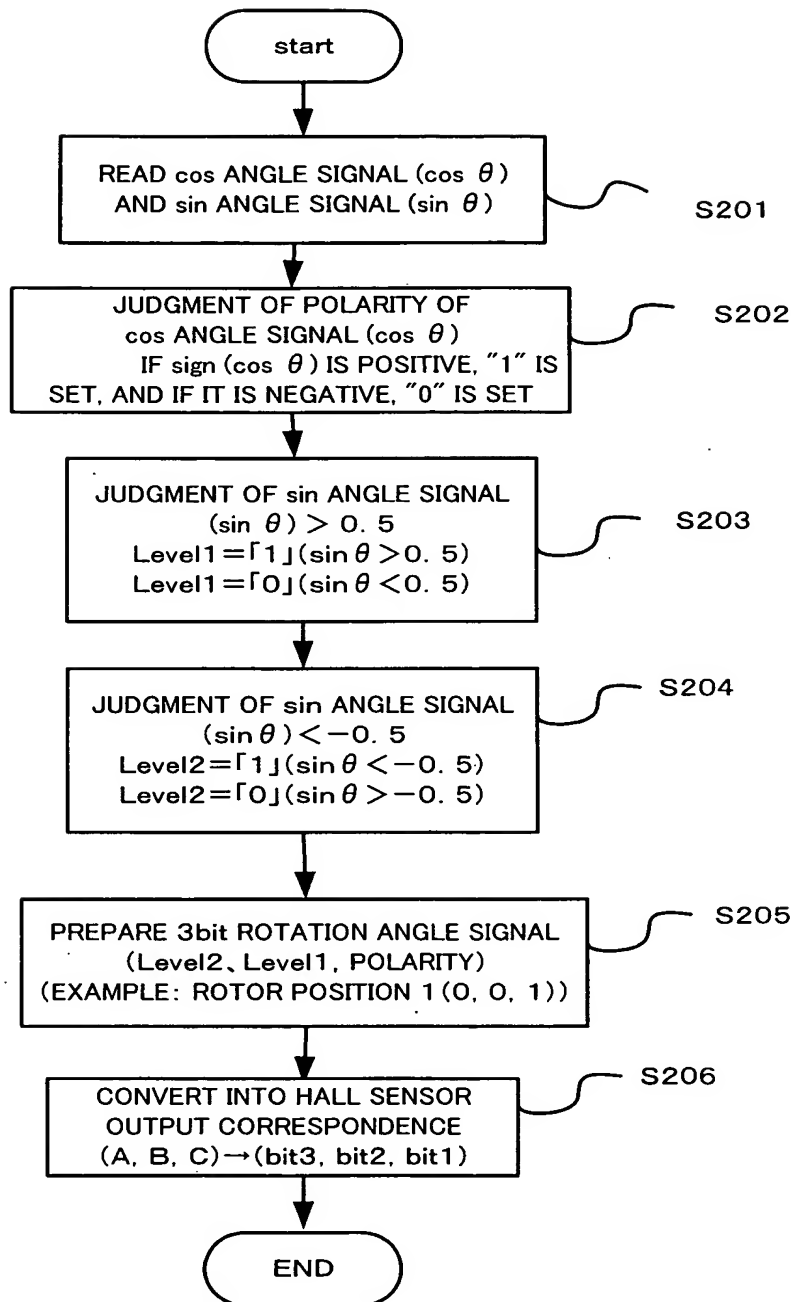 start
READ cos ANGLE SIGNAL (cos θ)
AND sin ANGLE SIGNAL (sin θ)
S201
JUDGMENT OF POLARITY OF
cos ANGLE SIGNAL (cos θ)
IF sign (cos θ) IS POSITIVE, "1" IS
SET, AND IF IT IS NEGATIVE, "0" IS SET
S202
JUDGMENT OF sin ANGLE SIGNAL
(sin θ) > 0. 5
Level1=「1」(sin θ >0. 5)
Level1=「0」(sin θ <0. 5)
S203
JUDGMENT OF sin ANGLE SIGNAL
(sin θ) <-0. 5
Level2=「1」(sin θ <-0. 5)
Level2=「0」(sin θ >-0. 5)
S204
PREPARE 3bit ROTATION ANGLE SIGNAL
(Level2、Level1, POLARITY)
(EXAMPLE: ROTOR POSITION 1 (0, 0, 1))
S205
CONVERT INTO HALL SENSOR
OUTPUT CORRESPONDENCE
(A, B, C)→(bit3, bit2, bit1)
S206
END